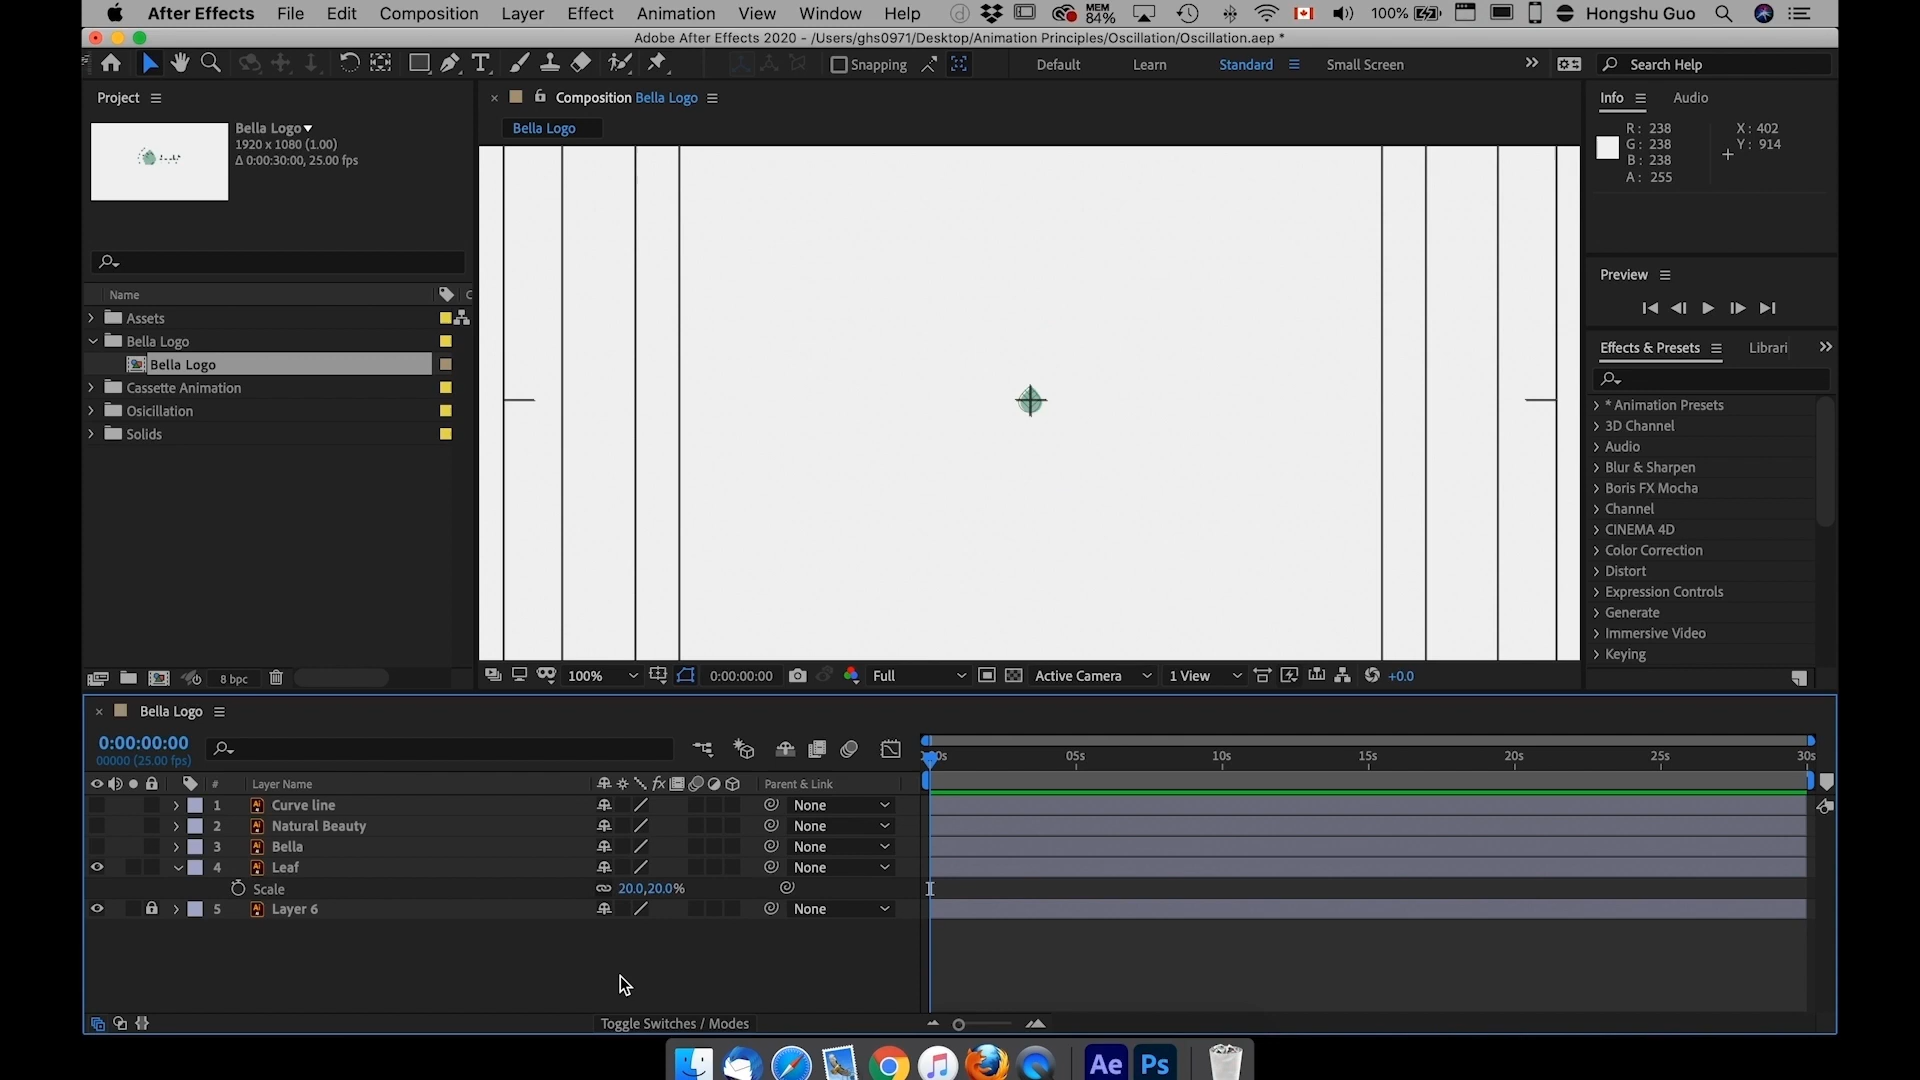 After Effects File Edit Composition Layer Effect Animation View Window Help MEM 84% 100% Hongshu Guo
Adobe After Effects 2020 - /Users/ghs0971/Desktop/Animation Principles/Oscillation/Oscillation.aep *
Snapping Default Learn Standard Small Screen Search Help
Project
Bella Logo
1920 x 1080 (1.00)
Δ 0:00:30:00, 25.00 fps
Name
Assets
Bella Logo
Bella Logo
Cassette Animation
Osicillation
Solids
8 bpc
Composition Bella Logo
Bella Logo
100% 0:00:00:00 Full Active Camera 1 View +0.0
Info Audio
R: 238 X: 402
G: 238 Y: 914
B: 238
A: 255
Preview
Effects & Presets Librari
* Animation Presets
3D Channel
Audio
Blur & Sharpen
Boris FX Mocha
Channel
CINEMA 4D
Color Correction
Distort
Expression Controls
Generate
Immersive Video
Keying
Bella Logo
0:00:00:00
00000 (25.00 fps)
05s 10s 15s 20s 25s 30s
# Layer Name fx Parent & Link
1 Ai Curve line None
2 Ai Natural Beauty None
3 Ai Bella None
4 Ai Leaf None
Scale 20.0,20.0%
5 Ai Layer 6 None
Toggle Switches / Modes
Ae Ps